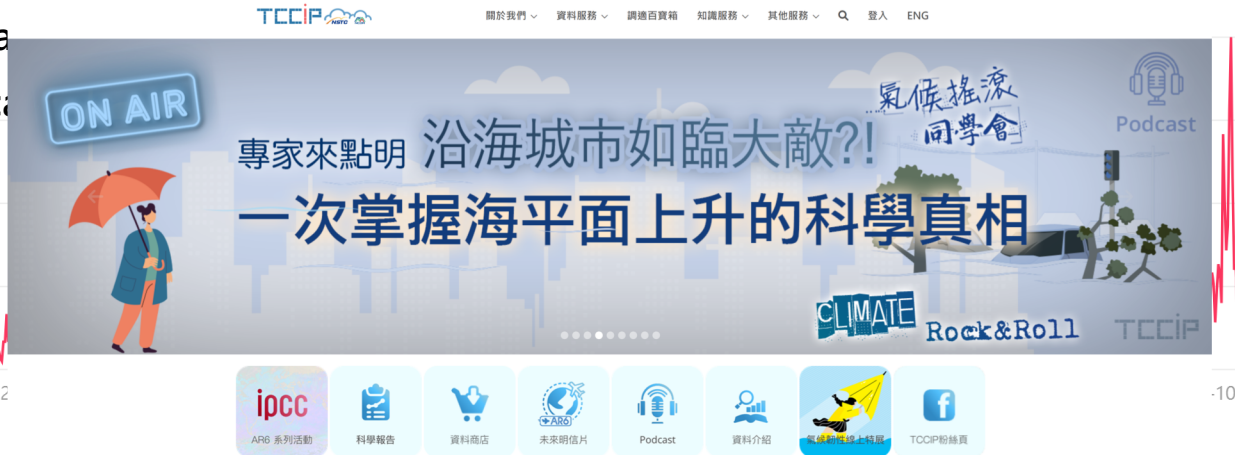 TCCIP NSTC
關於我們 資料服務 調適百寶箱 知識服務 其他服務 登入 ENG
ON AIR
氣候搖滾
同學會
Podcast
專家來點明 沿海城市如臨大敵?!
一次掌握海平面上升的科學真相
CLIMATE
Rock&Roll
TCCIP
ipcc
AR6 系列活動
科學報告
資料商店
AR6
未來明信片
Podcast
資料介紹
氣候韌性線上特展
TCCIP粉絲頁
-10